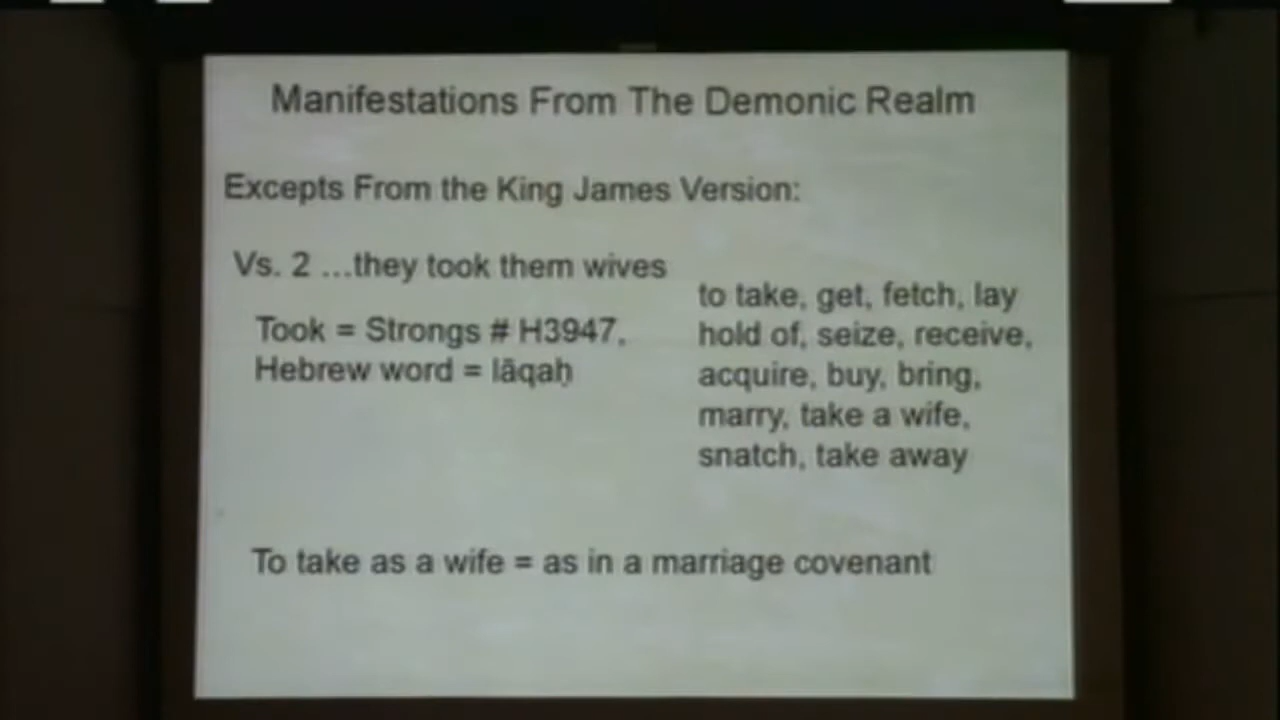 Manifestations From The Demonic Realm
Excepts From the King James Version:
Vs. 2 ...they took them wives
Took = Strongs # H3947,
Hebrew word = lāqaḥ
to take, get, fetch, lay
hold of, seize, receive,
acquire, buy, bring,
marry, take a wife,
snatch, take away
To take as a wife = as in a marriage covenant